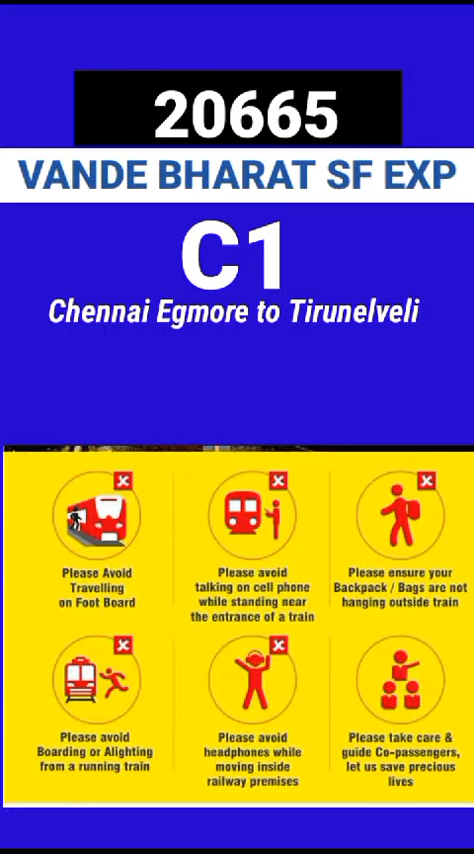 20665
VANDE BHARAT SF EXP
C1
Chennai Egmore to Tirunelveli
Please Avoid
Travelling
on Foot Board
Please avoid
talking on cell phone
while standing near
the entrance of a train
Please ensure your
Backpack / Bags are not
hanging outside train
Please avoid
Boarding or Alighting
from a running train
Please avoid
headphones while
moving inside
railway premises
Please take care &
guide Co-passengers,
let us save precious
lives